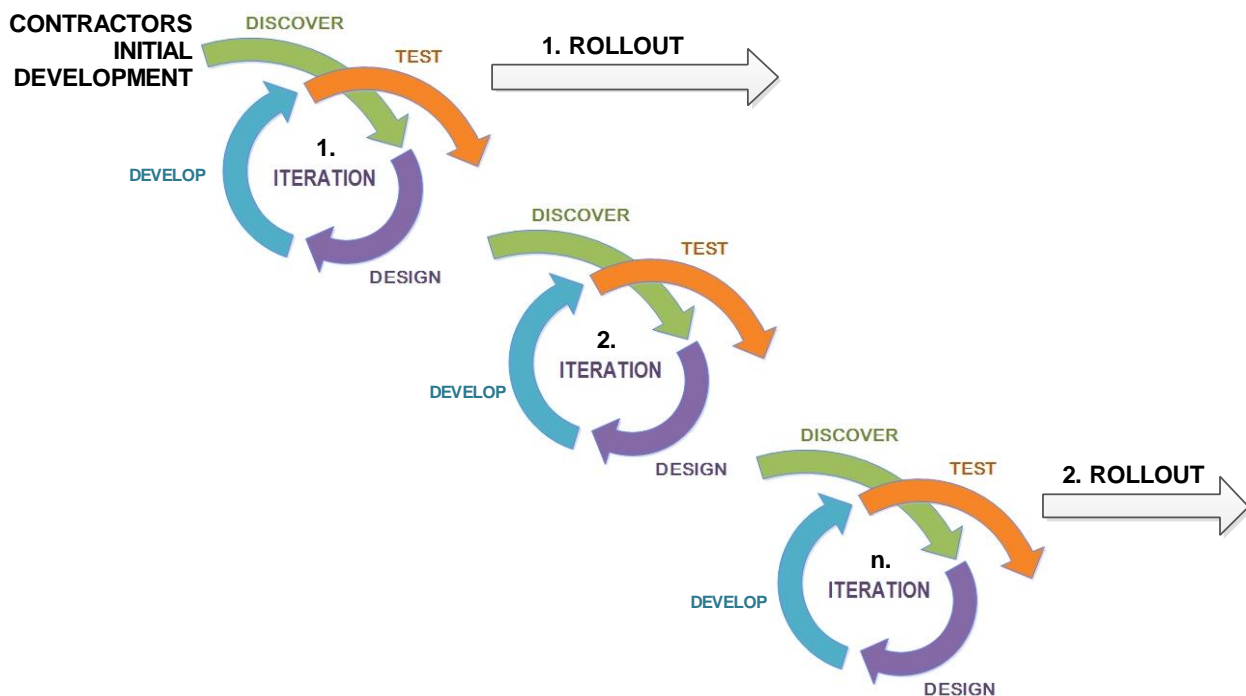 CONTRACTORS
INITIAL
DEVELOPMENT
DISCOVER
TEST
1. ROLLOUT
1.
ITERATION
DEVELOP
DESIGN
DISCOVER
TEST
2.
ITERATION
DEVELOP
DESIGN
DISCOVER
TEST
2. ROLLOUT
n.
ITERATION
DEVELOP
DESIGN